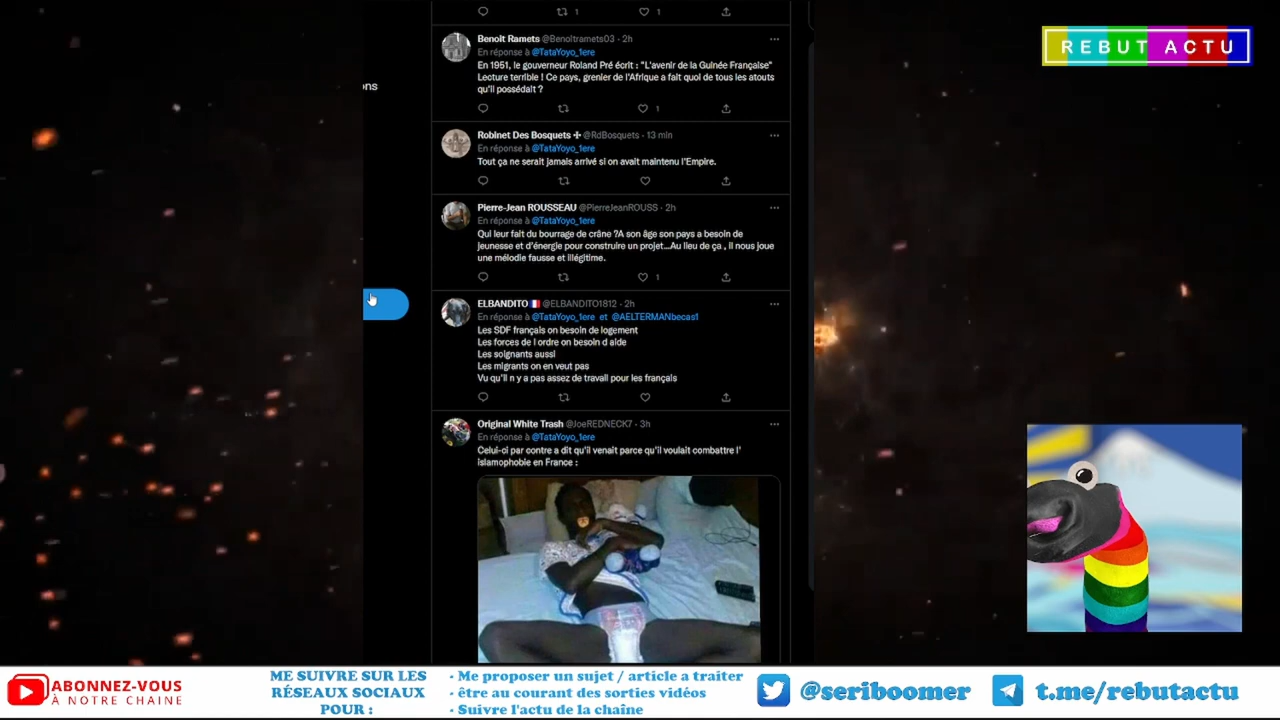 1 1
Benoit Ramets @Benoitramets03 - 2h
En réponse à @TataYoyo_1ere
En 1951, le gouverneur Roland Pré écrit : "L'avenir de la Guinée Française"
Lecture terrible ! Ce pays, grenier de l'Afrique a fait quoi de tous les atouts
qu'il possédait ?
1
Robinet Des Bosquets @RdBosquets - 13 min
En réponse à @TataYoyo_1ere
Tout ça ne serait jamais arrivé si on avait maintenu l'Empire.
Pierre-Jean ROUSSEAU @PierreJeanROUSS - 2h
En réponse à @TataYoyo_1ere
Qui leur fait du bourrage de crâne ?A son âge son pays a besoin de
jeunesse et d'énergie pour construire un projet...Au lieu de ça , il nous joue
une mélodie fausse et illégitime.
1
ELBANDITO @ELBANDITO1812 - 2h
En réponse à @TataYoyo_1ere et @AELTERMANbecas1
Les SDF français on besoin de logement
Les forces de l ordre on besoin d aide
Les soignants aussi
Les migrants on en veut pas
Vu qu'il n y a pas assez de travail pour les français
Original White Trash @JoeREDNECK7 - 3h
En réponse à @TataYoyo_1ere
Celui-ci par contre a dit qu'il venait parce qu'il voulait combattre l'
islamophobie en France :
ons
REBUT ACTU
ABONNEZ-VOUS
À NOTRE CHAINE
ME SUIVRE SUR LES
RÉSEAUX SOCIAUX
POUR :
· Me proposer un sujet / article a traiter
· être au courant des sorties vidéos
· Suivre l'actu de la chaîne
@seriboomer
t.me/rebutactu